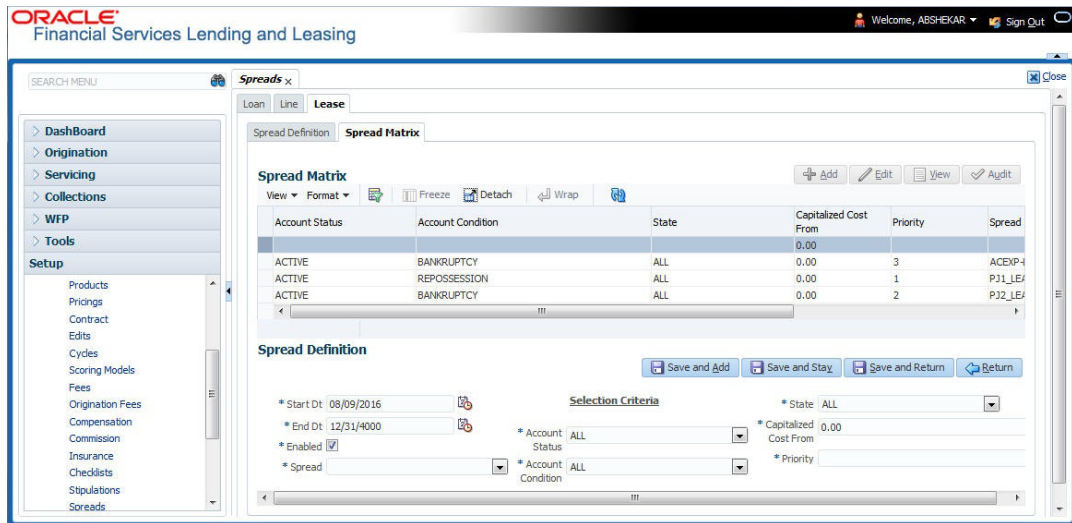 ORACLE
Financial Services Lending and Leasing
Welcome, ABSHEKAR Sign Out
SEARCH MENU
Spreads x
Close
Loan Line Lease
DashBoard
Origination
Servicing
Collections
WFP
Tools
Setup
Products
Pricings
Contract
Edits
Cycles
Scoring Models
Fees
Origination Fees
Compensation
Commission
Insurance
Checklists
Stipulations
Spreads
Spread Definition Spread Matrix
Spread Matrix
Add Edit View Audit
View Format Freeze Detach Wrap
Account Status Account Condition State Capitalized Cost From Priority Spread
0.00
ACTIVE BANKRUPTCY ALL 0.00 3 ACEXP-
ACTIVE REPOSSESSION ALL 0.00 1 PJ1_LEA
ACTIVE BANKRUPTCY ALL 0.00 2 PJ2_LEA
Spread Definition
Save and Add Save and Stay Save and Return Return
* Start Dt 08/09/2016
* End Dt 12/31/4000
* Enabled
* Spread
Selection Criteria
* Account Status ALL
* Account Condition ALL
* State ALL
* Capitalized Cost From 0.00
* Priority